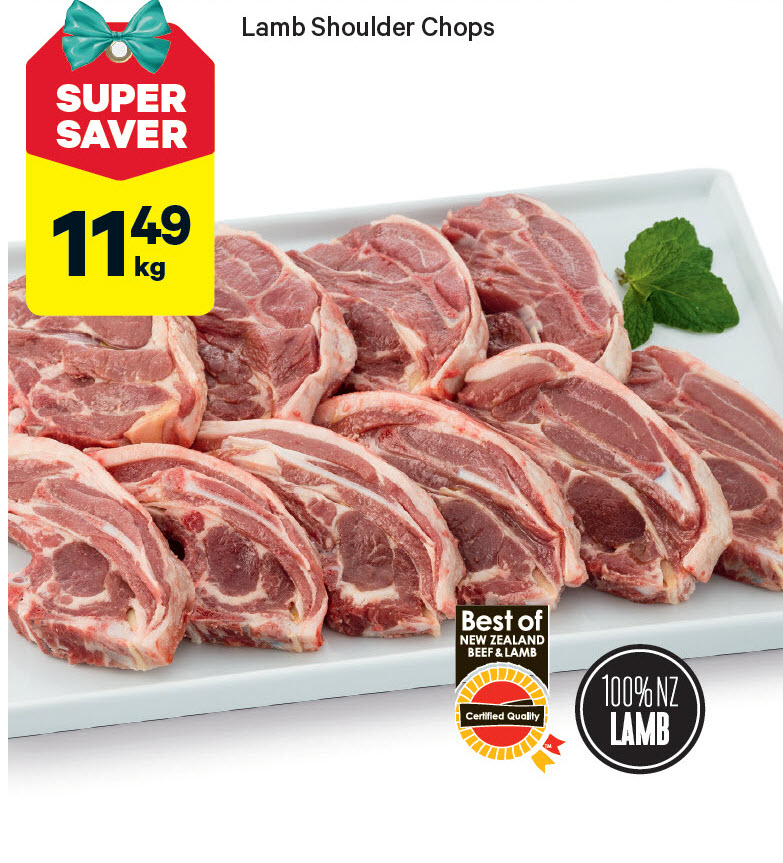 Lamb Shoulder Chops
SUPER
SAVER
11 49
kg
Best of
NEW ZEALAND
BEEF & LAMB
Certified Quality
TM
100% NZ
LAMB